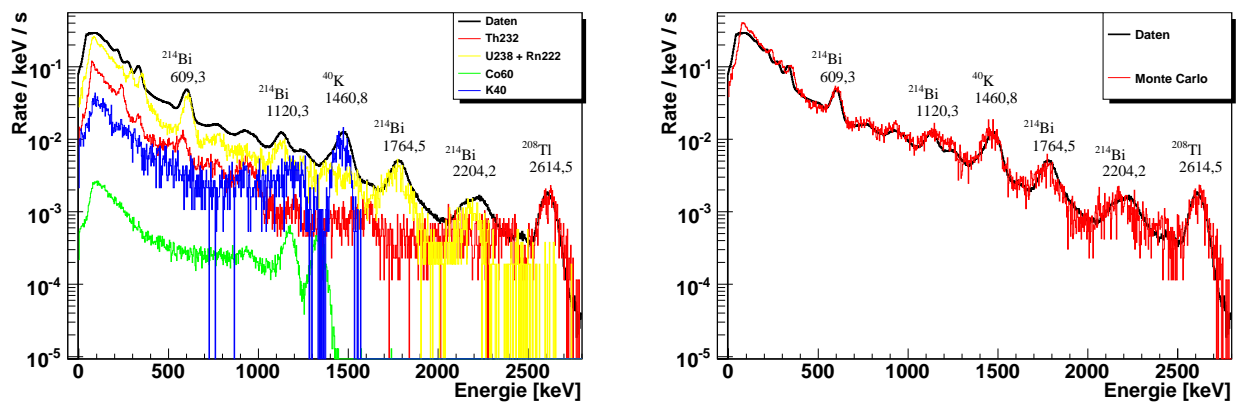 Rate / keV / s
10⁻¹
10⁻²
10⁻³
10⁻⁴
10⁻⁵
Daten
Th232
U238 + Rn222
Co60
K40
²¹⁴Bi
609,3
²¹⁴Bi
1120,3
⁴⁰K
1460,8
²¹⁴Bi
1764,5
²¹⁴Bi
2204,2
²⁰⁸Tl
2614,5
0 500 1000 1500 2000 2500
Energie [keV]
Rate / keV / s
10⁻¹
10⁻²
10⁻³
10⁻⁴
10⁻⁵
Daten
Monte Carlo
²¹⁴Bi
609,3
²¹⁴Bi
1120,3
⁴⁰K
1460,8
²¹⁴Bi
1764,5
²¹⁴Bi
2204,2
²⁰⁸Tl
2614,5
0 500 1000 1500 2000 2500
Energie [keV]